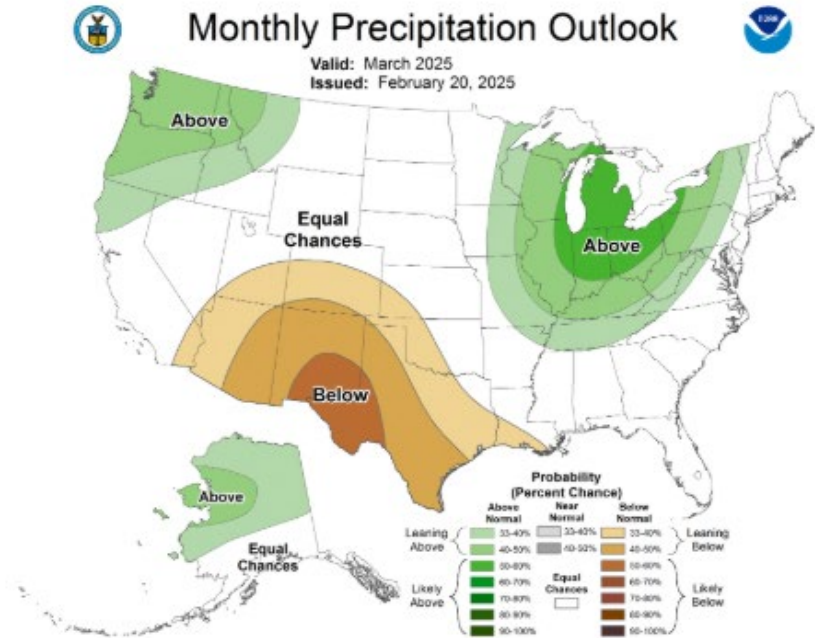 Monthly Precipitation Outlook
Valid: March 2025
Issued: February 20, 2025
Above
Equal
Chances
Above
Below
Above
Equal
Chances
Probability
(Percent Chance)
Above
Normal
Near
Normal
Below
Normal
Leaning
Above
33-40%
33-40%
33-40%
Leaning
Below
40-50%
40-50%
40-50%
Likely
Above
50-60%
50-60%
Likely
Below
60-70%
60-70%
Equal
Chances
70-80%
70-80%
80-90%
80-90%
90-100%
90-100%